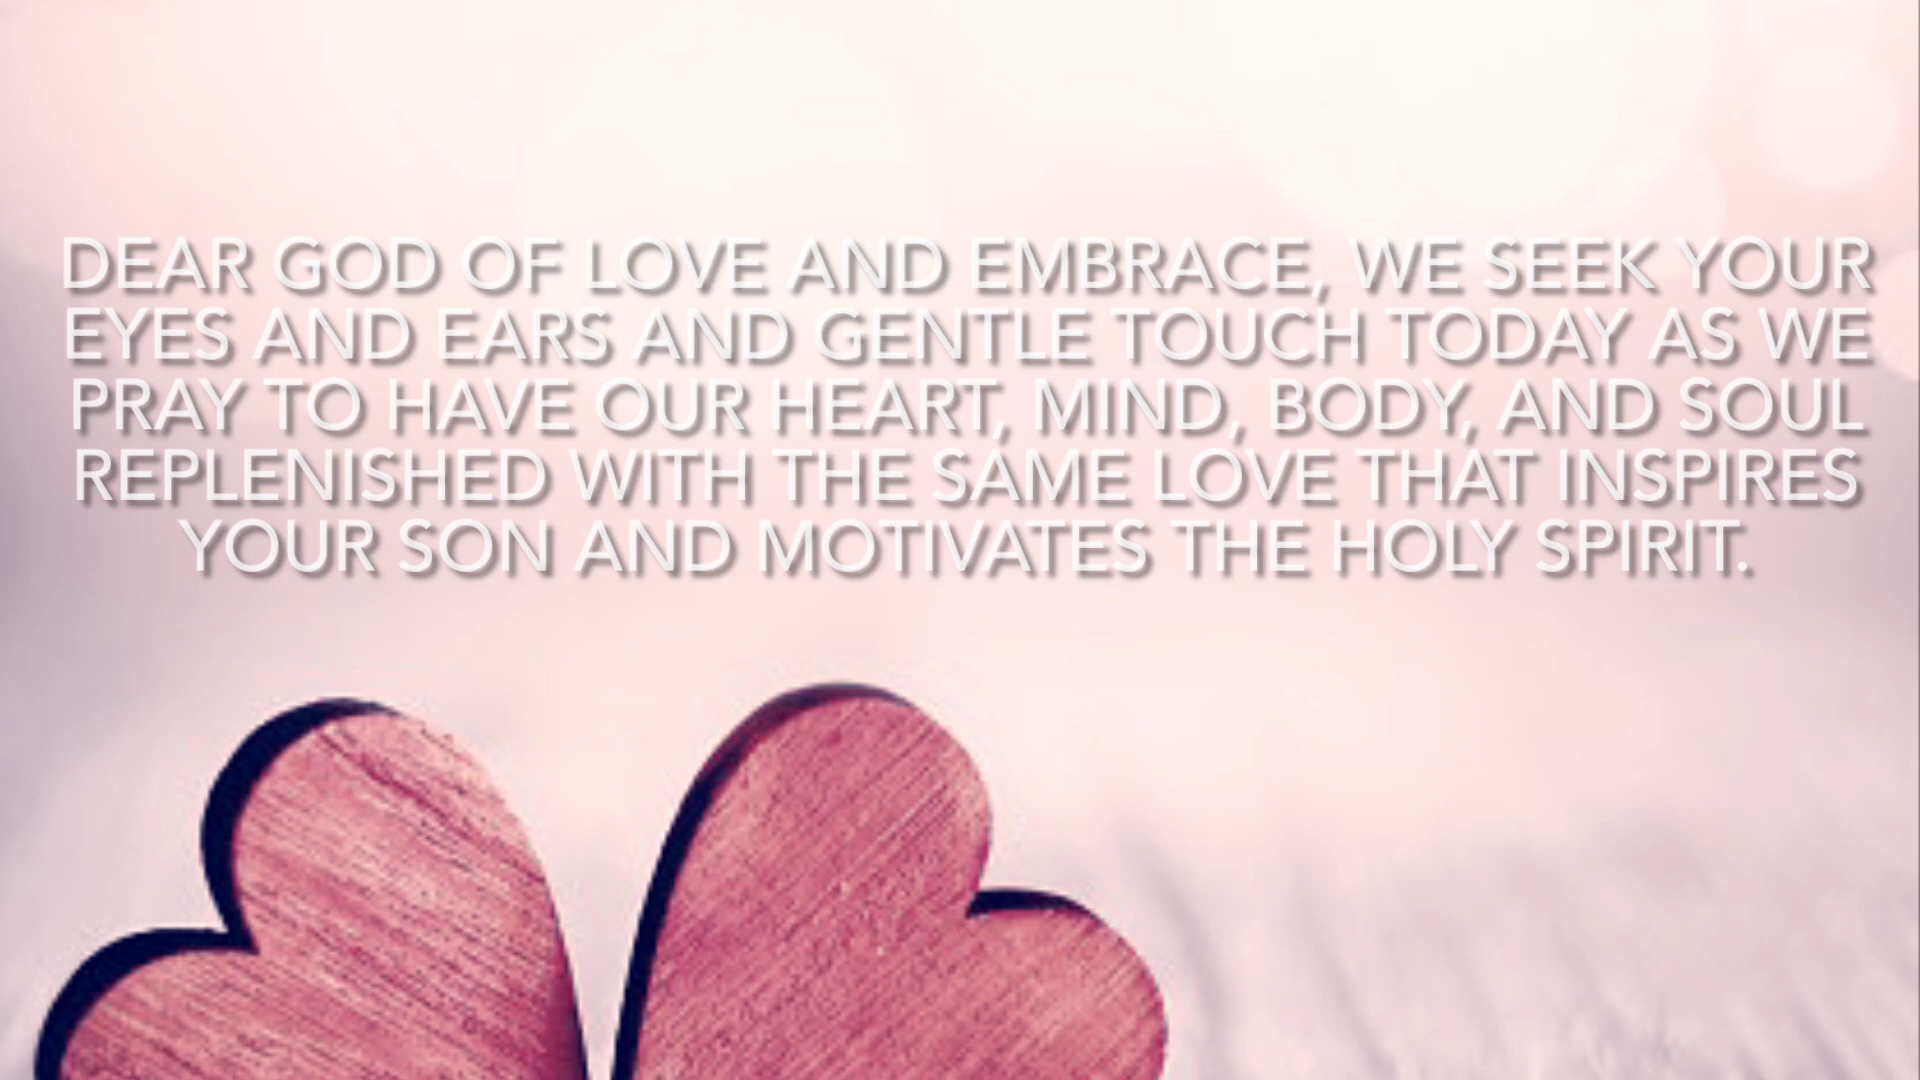 DEAR GOD OF LOVE AND EMBRACE, WE SEEK YOUR
EYES AND EARS AND GENTLE TOUCH TODAY AS WE
PRAY TO HAVE OUR HEART, MIND, BODY, AND SOUL
REPLENISHED WITH THE SAME LOVE THAT INSPIRES
YOUR SON AND MOTIVATES THE HOLY SPIRIT.